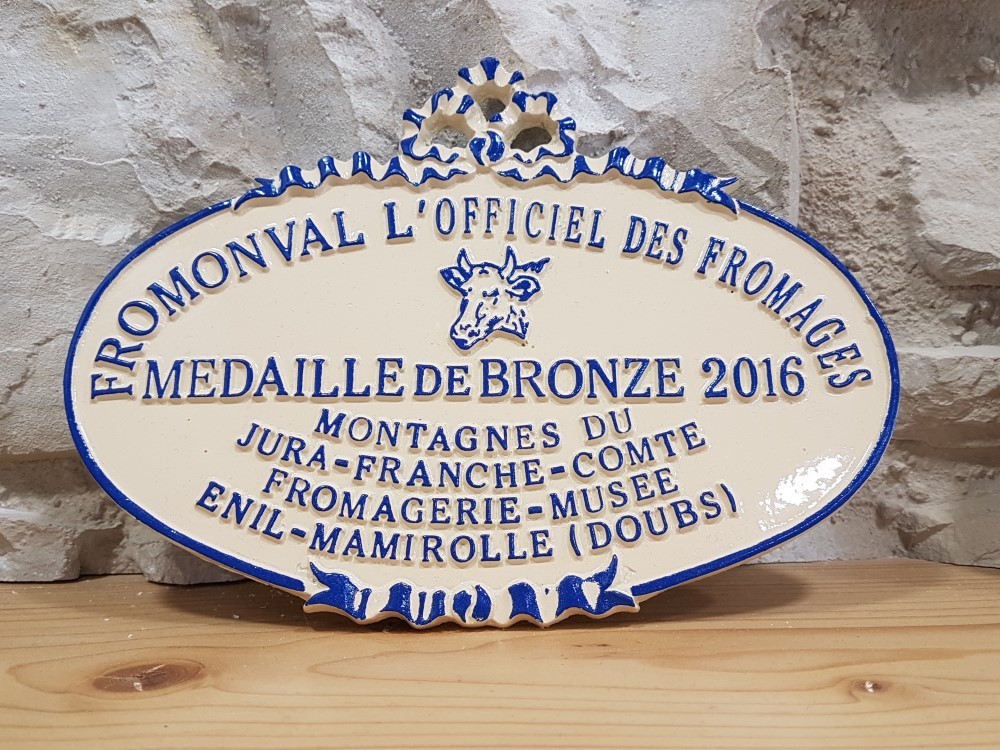 FROMONVAL L'OFFICIEL DES FROMAGES
MEDAILLE DE BRONZE 2016
MONTAGNES DU
JURA-FRANCHE-COMTE
FROMAGERIE-MUSEE
ENIL-MAMIROLLE (DOUBS)